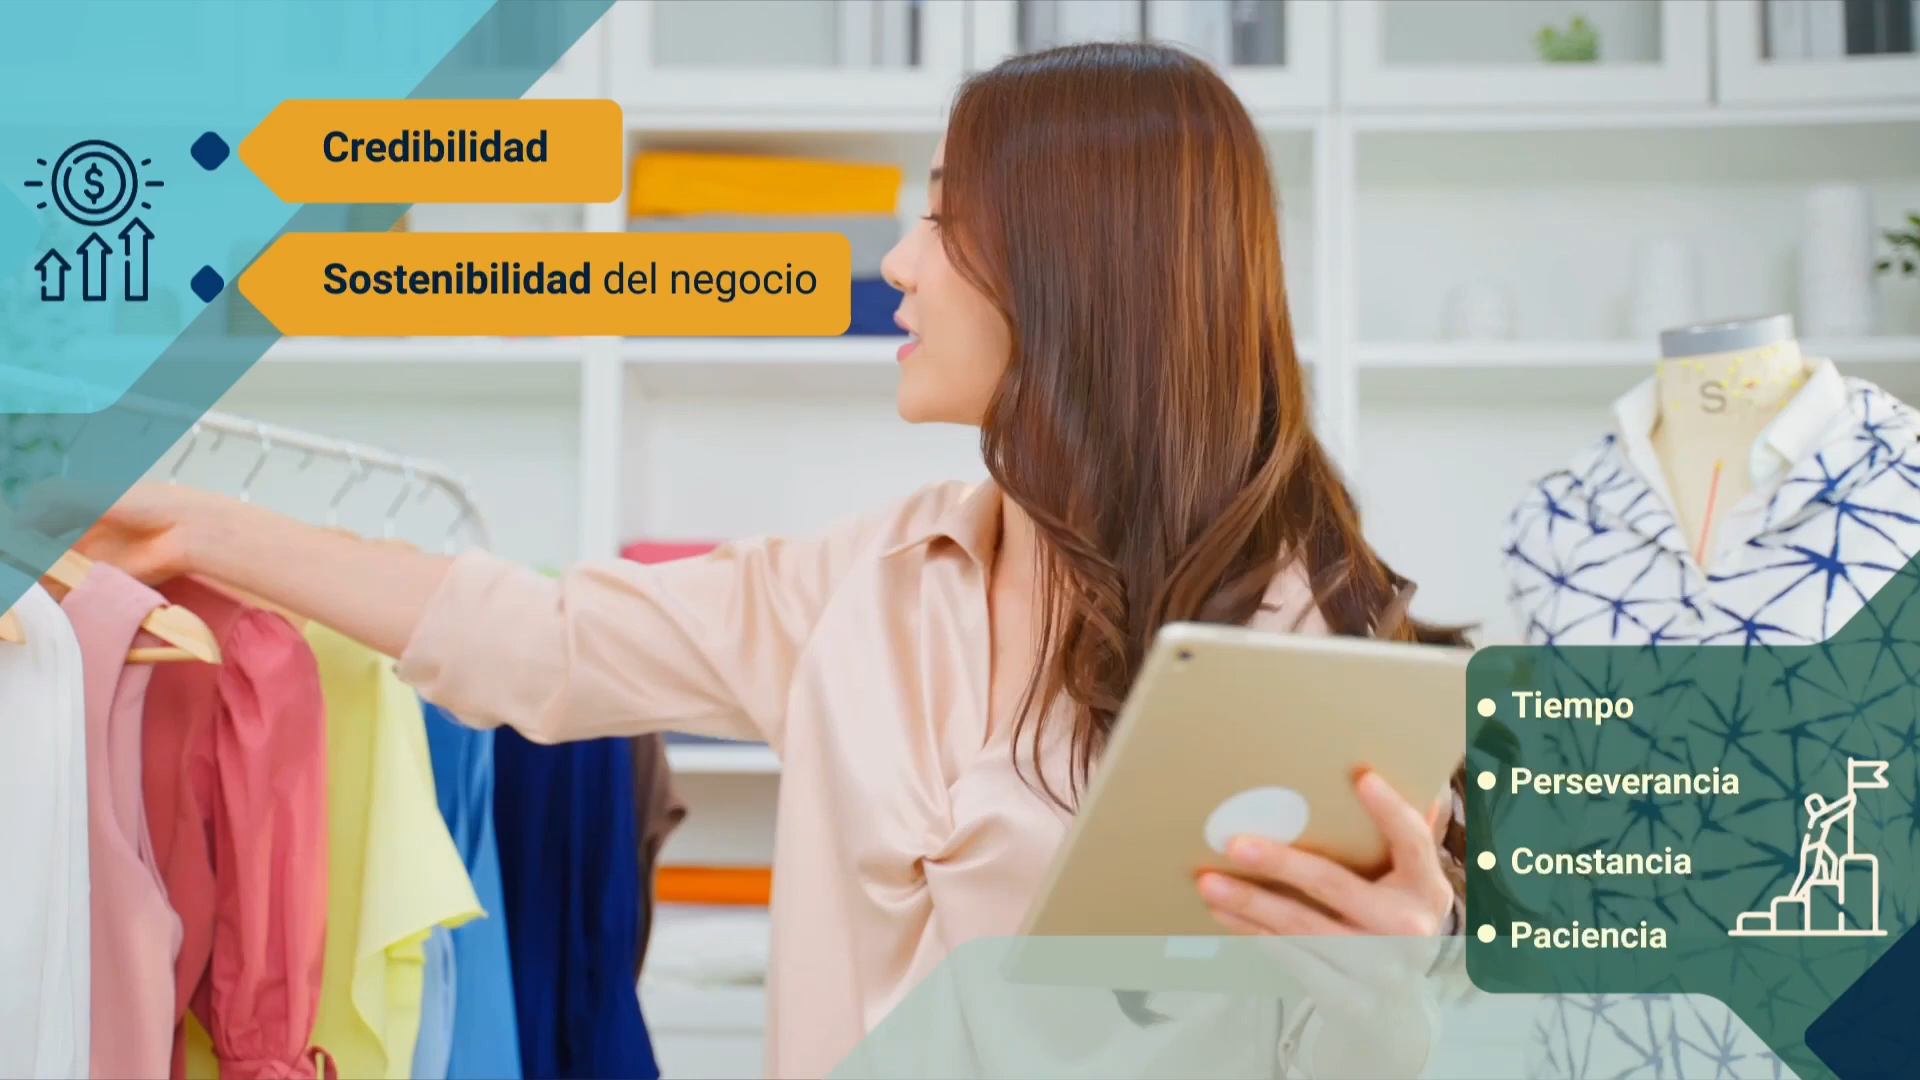 Credibilidad
Sostenibilidad del negocio
$
S
Tiempo
Perseverancia
Constancia
Paciencia